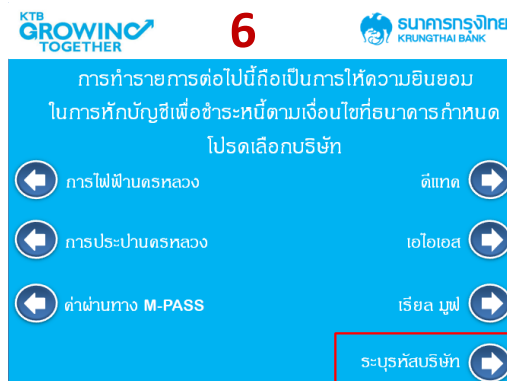 KTB
GROWING
TOGETHER
6
ธนาคารกรุงไทย
KRUNGTHAI BANK
การทำรายการต่อไปนี้ถือเป็นการให้ความยินยอม
ในการหักบัญชีเพื่อชำระหนี้ตามเงื่อนไขที่ธนาคารกำหนด
โปรดเลือกบริษัท
การไฟฟ้านครหลวง
ดีแทค
การประปานครหลวง
เอไอเอส
ค่าผ่านทาง M-PASS
เรียล มูฟ
ระบุรหัสบริษัท